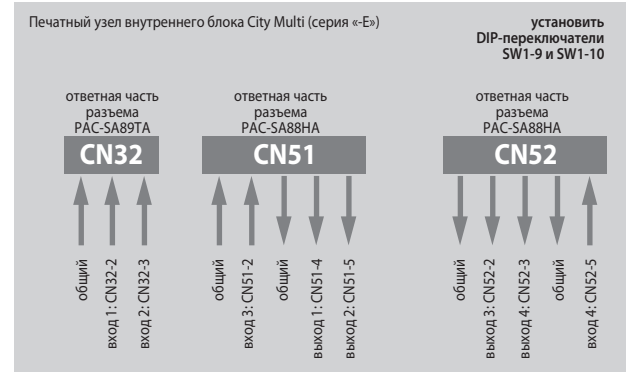 Печатный узел внутреннего блока City Multi (серия «-Е»)
установить
DIP-переключатели
SW1-9 и SW1-10
ответная часть
разъема
PAC-SA89TA
CN32
общий
вход 1: CN32-2
вход 2: CN32-3
ответная часть
разъема
PAC-SA88HA
CN51
общий
вход 3: CN51-2
общий
выход 1: CN51-4
выход 2: CN51-5
ответная часть
разъема
PAC-SA88HA
CN52
общий
выход 3: CN52-2
выход 4: CN52-3
общий
вход 4: CN52-5